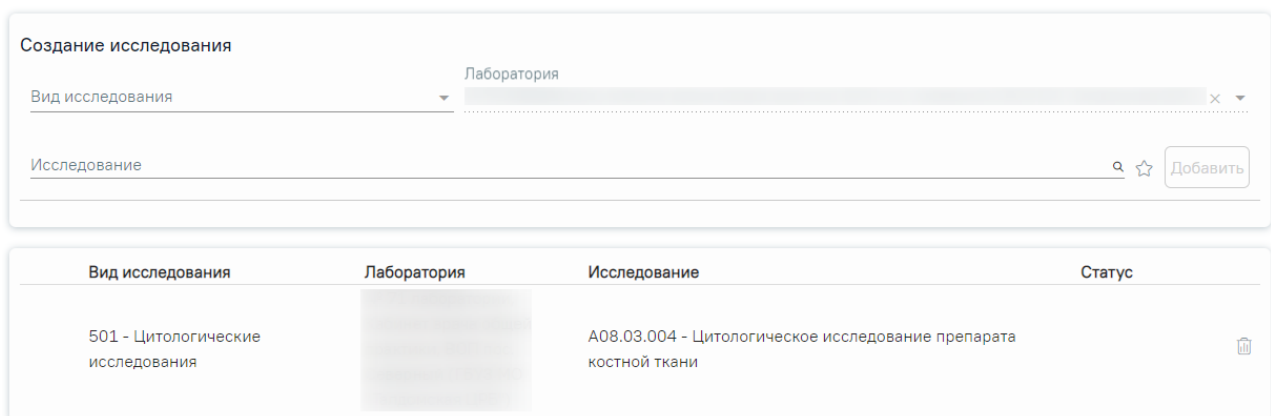 Создание исследования
Лаборатория
Вид исследования
Исследование
Добавить
Вид исследования Лаборатория Исследование Статус
501 - Цитологические
исследования
A08.03.004 - Цитологическое исследование препарата
костной ткани